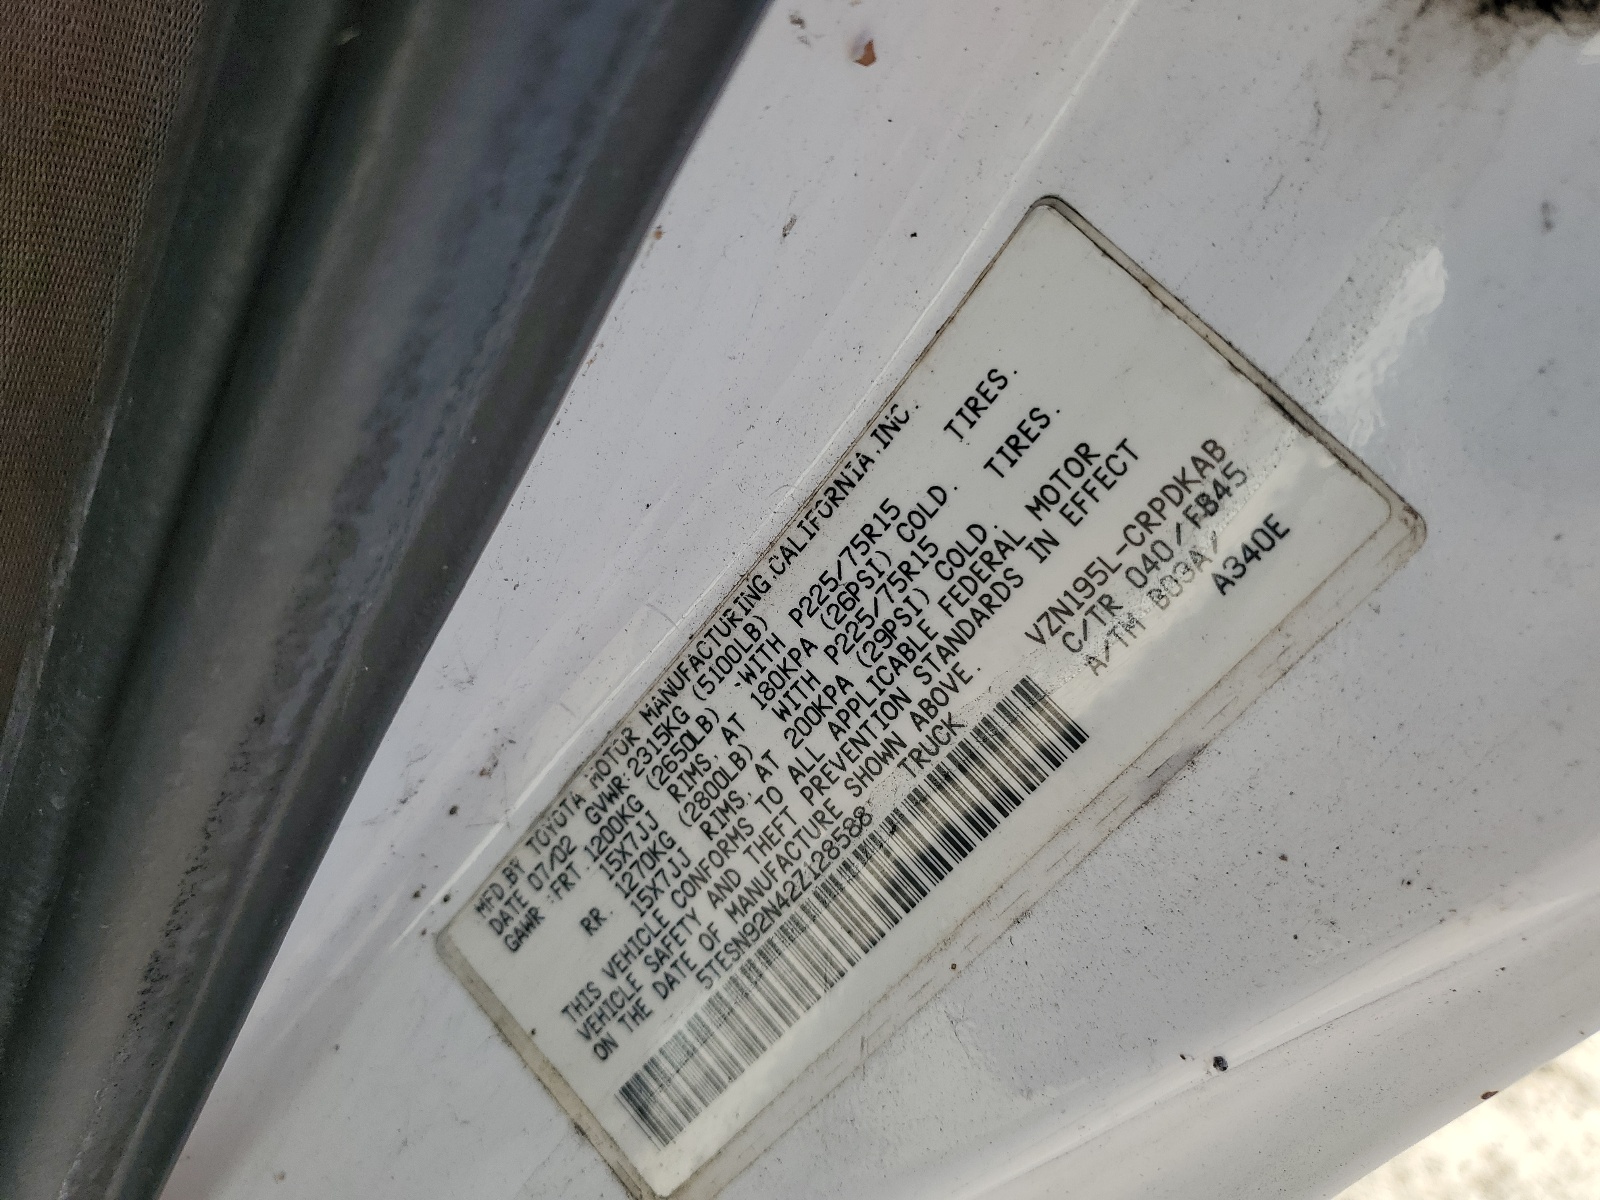 MFD.BY TOYOTA MOTOR MANUFACTURING,CALIFORNIA,INC.
DATE 07/02 GVWR:2315KG (5100LB)
GAWR:FRT.1200KG (2650LB) WITH P225/75R15 TIRES.
15X7JJ RIMS, AT 180KPA (26PSI) COLD.
RR. 1270KG (2800LB) WITH P225/75R15 TIRES.
15X7JJ RIMS, AT 200KPA (29PSI) COLD.
THIS VEHICLE CONFORMS TO ALL APPLICABLE FEDERAL MOTOR
VEHICLE SAFETY AND THEFT PREVENTION STANDARDS IN EFFECT
ON THE DATE OF MANUFACTURE SHOWN ABOVE.
5TESN92N42Z128588 TRUCK
VZN195L-CRPDKAB
C/TR 040/FB45
A/TM B03A/
A340E